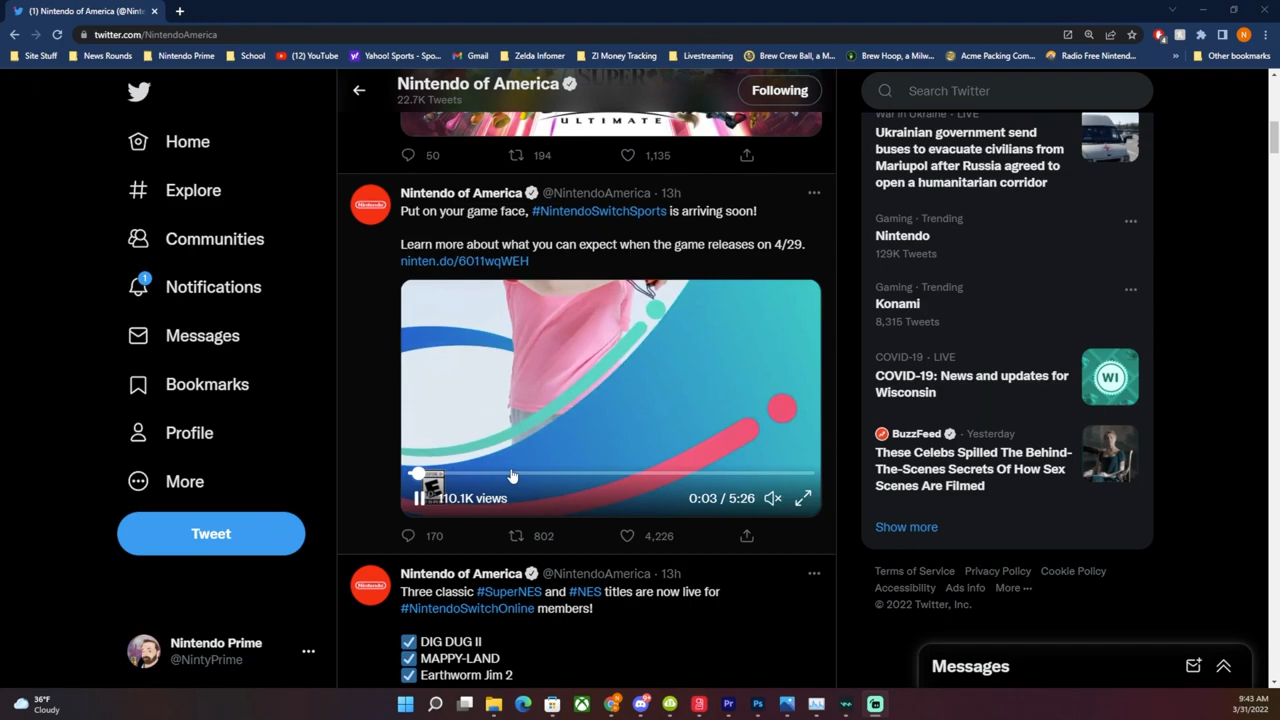 (1) Nintendo of America (@Ninte
twitter.com/NintendoAmerica
Site Stuff
News Rounds
Nintendo Prime
School
(12) YouTube
Yahoo! Sports - Spo...
Gmail
Zelda Infomer
ZI Money Tracking
Livestreaming
Brew Crew Ball, a M...
Brew Hoop, a Milw...
Acme Packing Com...
Radio Free Nintend...
»
Other bookmarks
Home
Explore
Communities
1
Notifications
Messages
Bookmarks
Profile
More
Tweet
Nintendo Prime
@NintyPrime
Nintendo of America
22.7K Tweets
Following
SUPER
ULTIMATE
50
194
1,135
Nintendo of America @NintendoAmerica · 13h
Put on your game face, #NintendoSwitchSports is arriving soon!
Learn more about what you can expect when the game releases on 4/29.
ninten.do/6011wqWEH
E
110.1K views
0:03 / 5:26
170
802
4,226
Nintendo of America @NintendoAmerica · 13h
Three classic #SuperNES and #NES titles are now live for
#NintendoSwitchOnline members!
DIG DUG II
MAPPY-LAND
Earthworm Jim 2
Search Twitter
War in Ukraine · LIVE
Ukrainian government send
buses to evacuate civilians from
Mariupol after Russia agreed to
open a humanitarian corridor
Gaming · Trending
Nintendo
129K Tweets
Gaming · Trending
Konami
8,315 Tweets
COVID-19 · LIVE
COVID-19: News and updates for
Wisconsin
WI
BuzzFeed · Yesterday
These Celebs Spilled The Behind-
The-Scenes Secrets Of How Sex
Scenes Are Filmed
Show more
Terms of Service Privacy Policy Cookie Policy
Accessibility Ads info More ···
© 2022 Twitter, Inc.
Messages
36°F
Cloudy
9:43 AM
3/31/2022